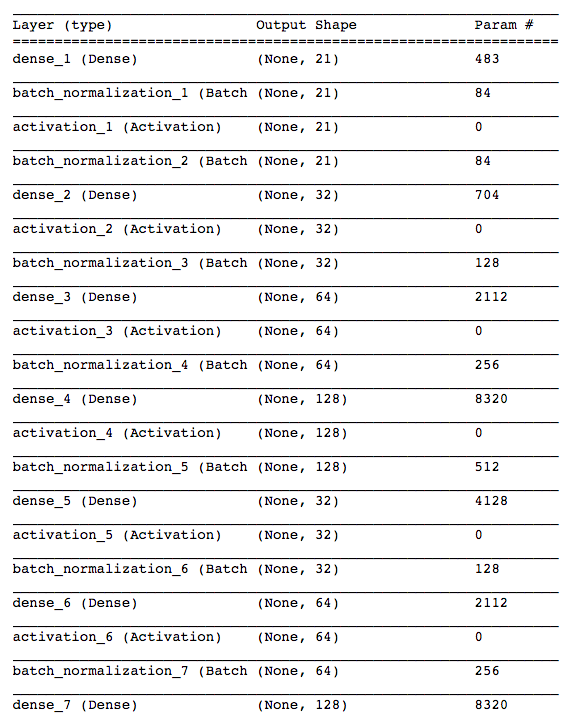 Layer (type) Output Shape Param #
=================================================================
dense_1 (Dense) (None, 21) 483
batch_normalization_1 (Batch (None, 21) 84
activation_1 (Activation) (None, 21) 0
batch_normalization_2 (Batch (None, 21) 84
dense_2 (Dense) (None, 32) 704
activation_2 (Activation) (None, 32) 0
batch_normalization_3 (Batch (None, 32) 128
dense_3 (Dense) (None, 64) 2112
activation_3 (Activation) (None, 64) 0
batch_normalization_4 (Batch (None, 64) 256
dense_4 (Dense) (None, 128) 8320
activation_4 (Activation) (None, 128) 0
batch_normalization_5 (Batch (None, 128) 512
dense_5 (Dense) (None, 32) 4128
activation_5 (Activation) (None, 32) 0
batch_normalization_6 (Batch (None, 32) 128
dense_6 (Dense) (None, 64) 2112
activation_6 (Activation) (None, 64) 0
batch_normalization_7 (Batch (None, 64) 256
dense_7 (Dense) (None, 128) 8320